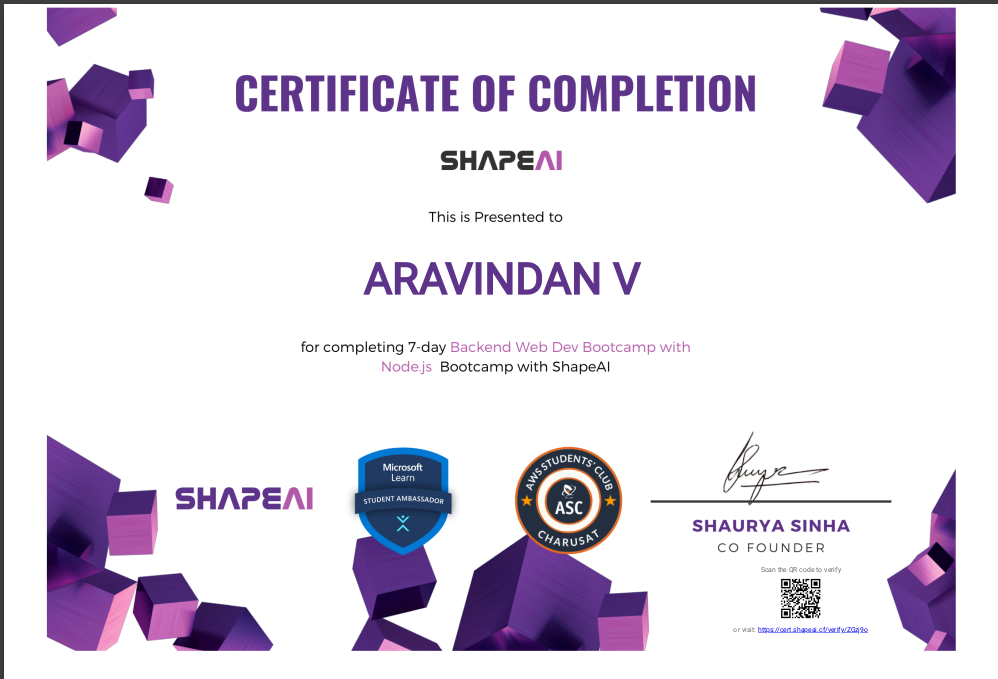 CERTIFICATE OF COMPLETION
SHAPEAI
This is Presented to
ARAVINDAN V
for completing 7-day Backend Web Dev Bootcamp with
Node.js Bootcamp with ShapeAI
SHAPEAI
Microsoft
Learn
STUDENT AMBASSADOR
AWS STUDENTS' CLUB
ASC
CHARUSAT
SHAURYA SINHA
CO FOUNDER
Scan the QR code to verify
or visit: https://cert.shapeai.cf/verify/ZGzj9o